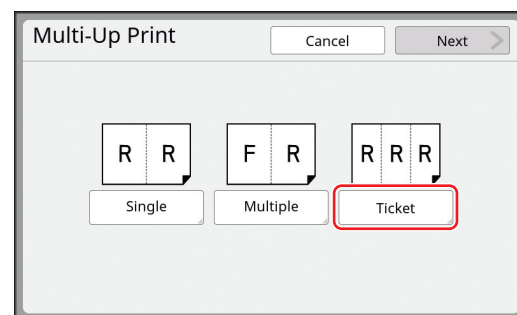 Multi-Up Print Cancel Next
R R F R R R R
Single Multiple Ticket